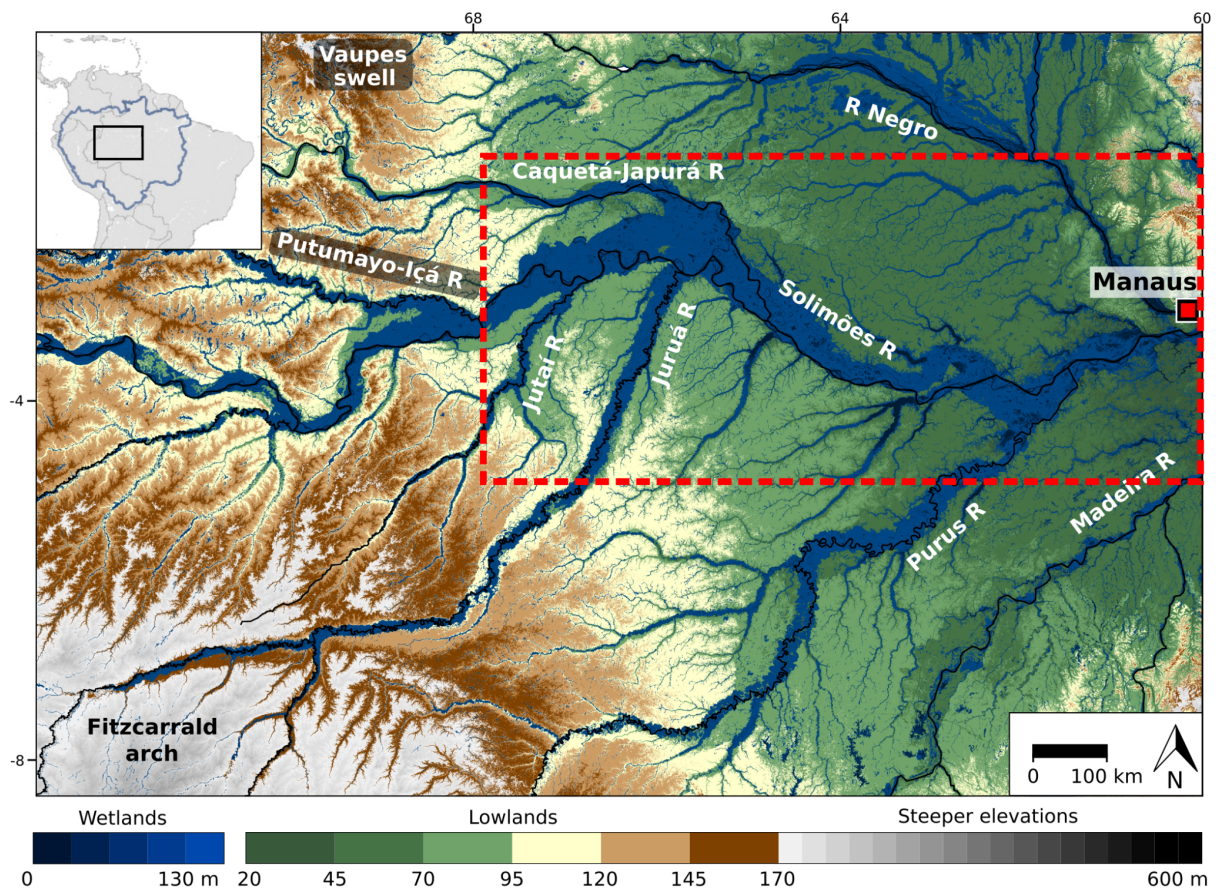 68
64
60
Vaupes
swell
R Negro
Caquetá-Japurá R
Putumayo-Içá R
Manaus
Solimões R
Juruá R
Jutaí R
-4
Madeira R
Purus R
Fitzcarrald
arch
-8
0 100 km
N
Wetlands
Lowlands
Steeper elevations
0 130 m
20 45 70 95 120 145 170 600 m